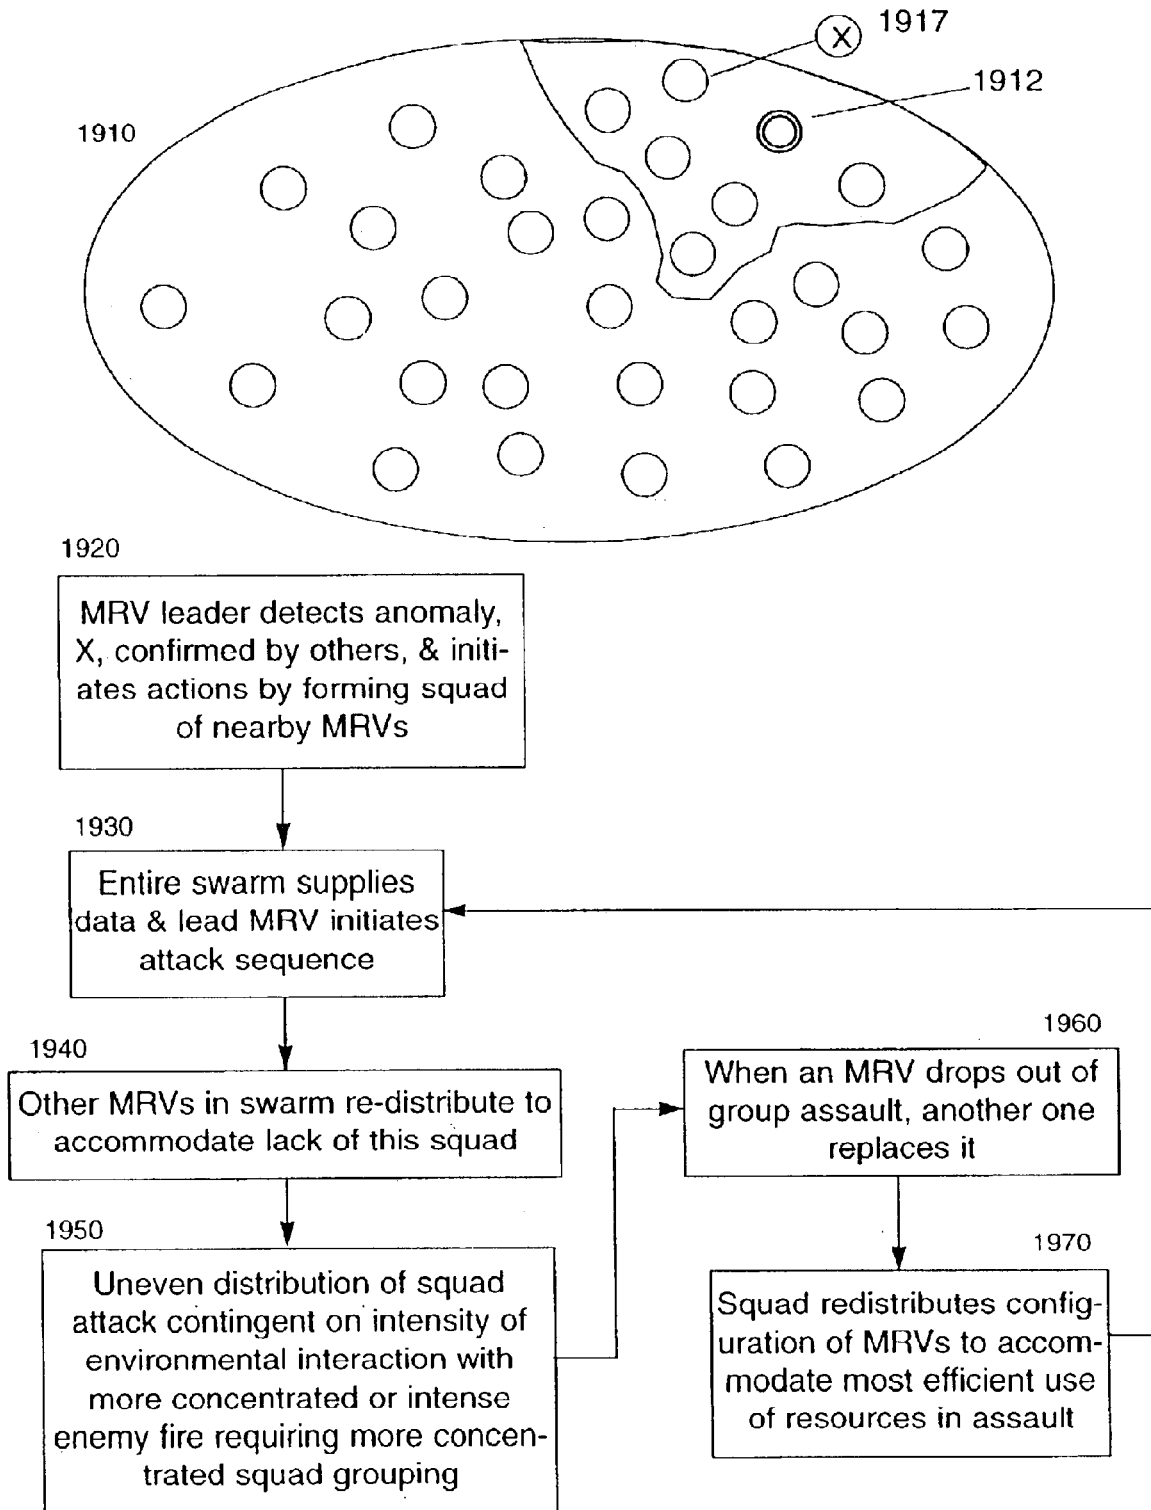 1917
X
1912
1910
1920
MRV leader detects anomaly,
X, confirmed by others, & initi-
ates actions by forming squad
of nearby MRVs
1930
Entire swarm supplies
data & lead MRV initiates
attack sequence
1940
Other MRVs in swarm re-distribute to
accommodate lack of this squad
1950
Uneven distribution of squad
attack contingent on intensity of
environmental interaction with
more concentrated or intense
enemy fire requiring more concen-
trated squad grouping
1960
When an MRV drops out of
group assault, another one
replaces it
1970
Squad redistributes config-
uration of MRVs to accom-
modate most efficient use
of resources in assault